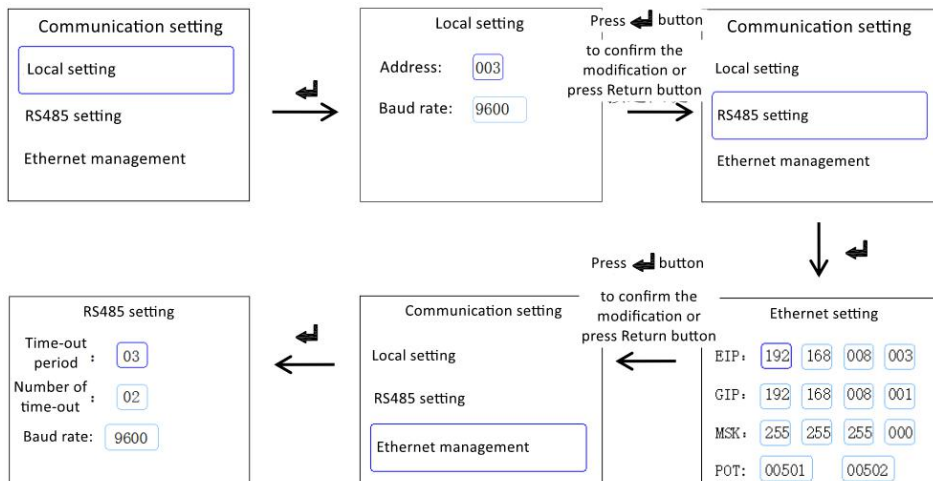 Communication setting
Local setting
RS485 setting
Ethernet management
Local setting
Address: 003
Baud rate: 9600
Press button
to confirm the
modification or
press Return button
Communication setting
Local setting
RS485 setting
Ethernet management
Press button
to confirm the
modification or
press Return button
Ethernet setting
EIP: 192 168 008 003
GIP: 192 168 008 001
MSK: 255 255 255 000
POT: 00501 00502
Communication setting
Local setting
RS485 setting
Ethernet management
RS485 setting
Time-out
period : 03
Number of
time-out : 02
Baud rate: 9600